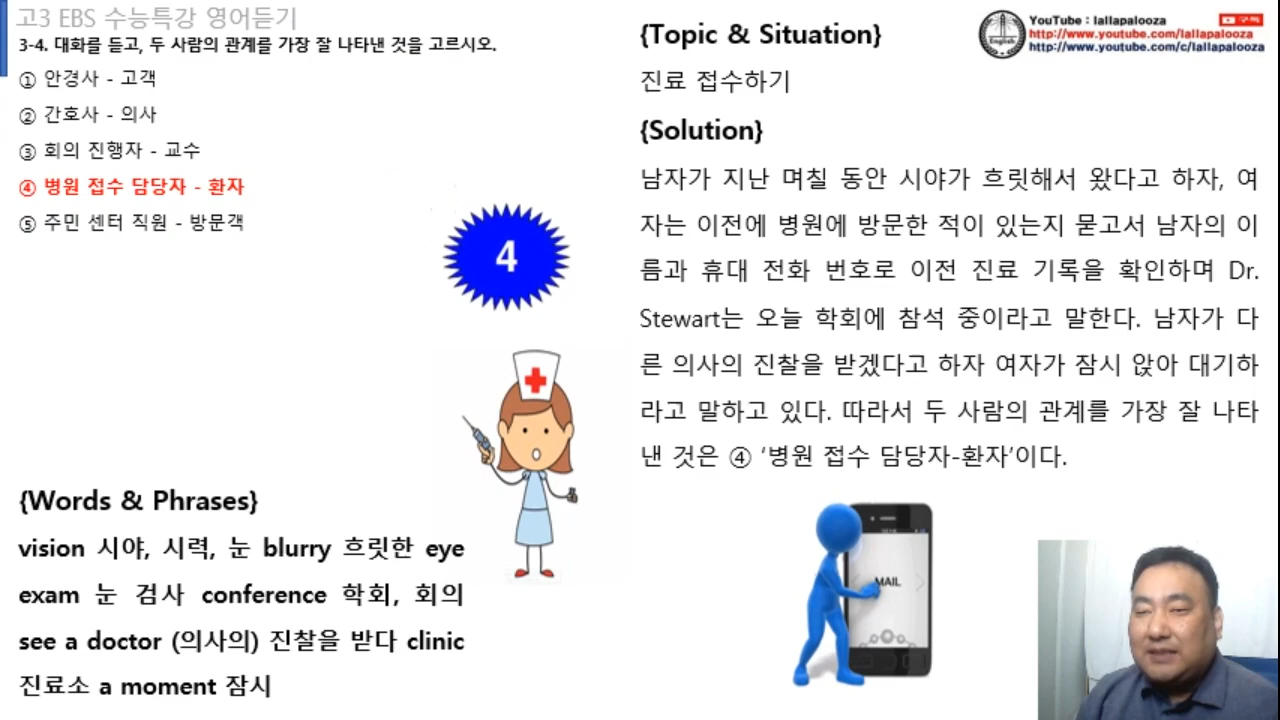 고3 EBS 수능특강 영어듣기
3-4. 대화를 듣고, 두 사람의 관계를 가장 잘 나타낸 것을 고르시오.
① 안경사 - 고객
② 간호사 - 의사
③ 회의 진행자 - 교수
④ 병원 접수 담당자 - 환자
⑤ 주민 센터 직원 - 방문객
4
{Words & Phrases}
vision 시야, 시력, 눈 blurry 흐릿한 eye
exam 눈 검사 conference 학회, 회의
see a doctor (의사의) 진찰을 받다 clinic
진료소 a moment 잠시
{Topic & Situation}
진료 접수하기
{Solution}
남자가 지난 며칠 동안 시야가 흐릿해서 왔다고 하자, 여
자는 이전에 병원에 방문한 적이 있는지 묻고서 남자의 이
름과 휴대 전화 번호로 이전 진료 기록을 확인하며 Dr.
Stewart는 오늘 학회에 참석 중이라고 말한다. 남자가 다
른 의사의 진찰을 받겠다고 하자 여자가 잠시 앉아 대기하
라고 말하고 있다. 따라서 두 사람의 관계를 가장 잘 나타
낸 것은 ④ ‘병원 접수 담당자-환자’이다.
MAIL
English
YouTube : lallapalooza
구독
http://www.youtube.com/lallapalooza
http://www.youtube.com/c/lallapalooza